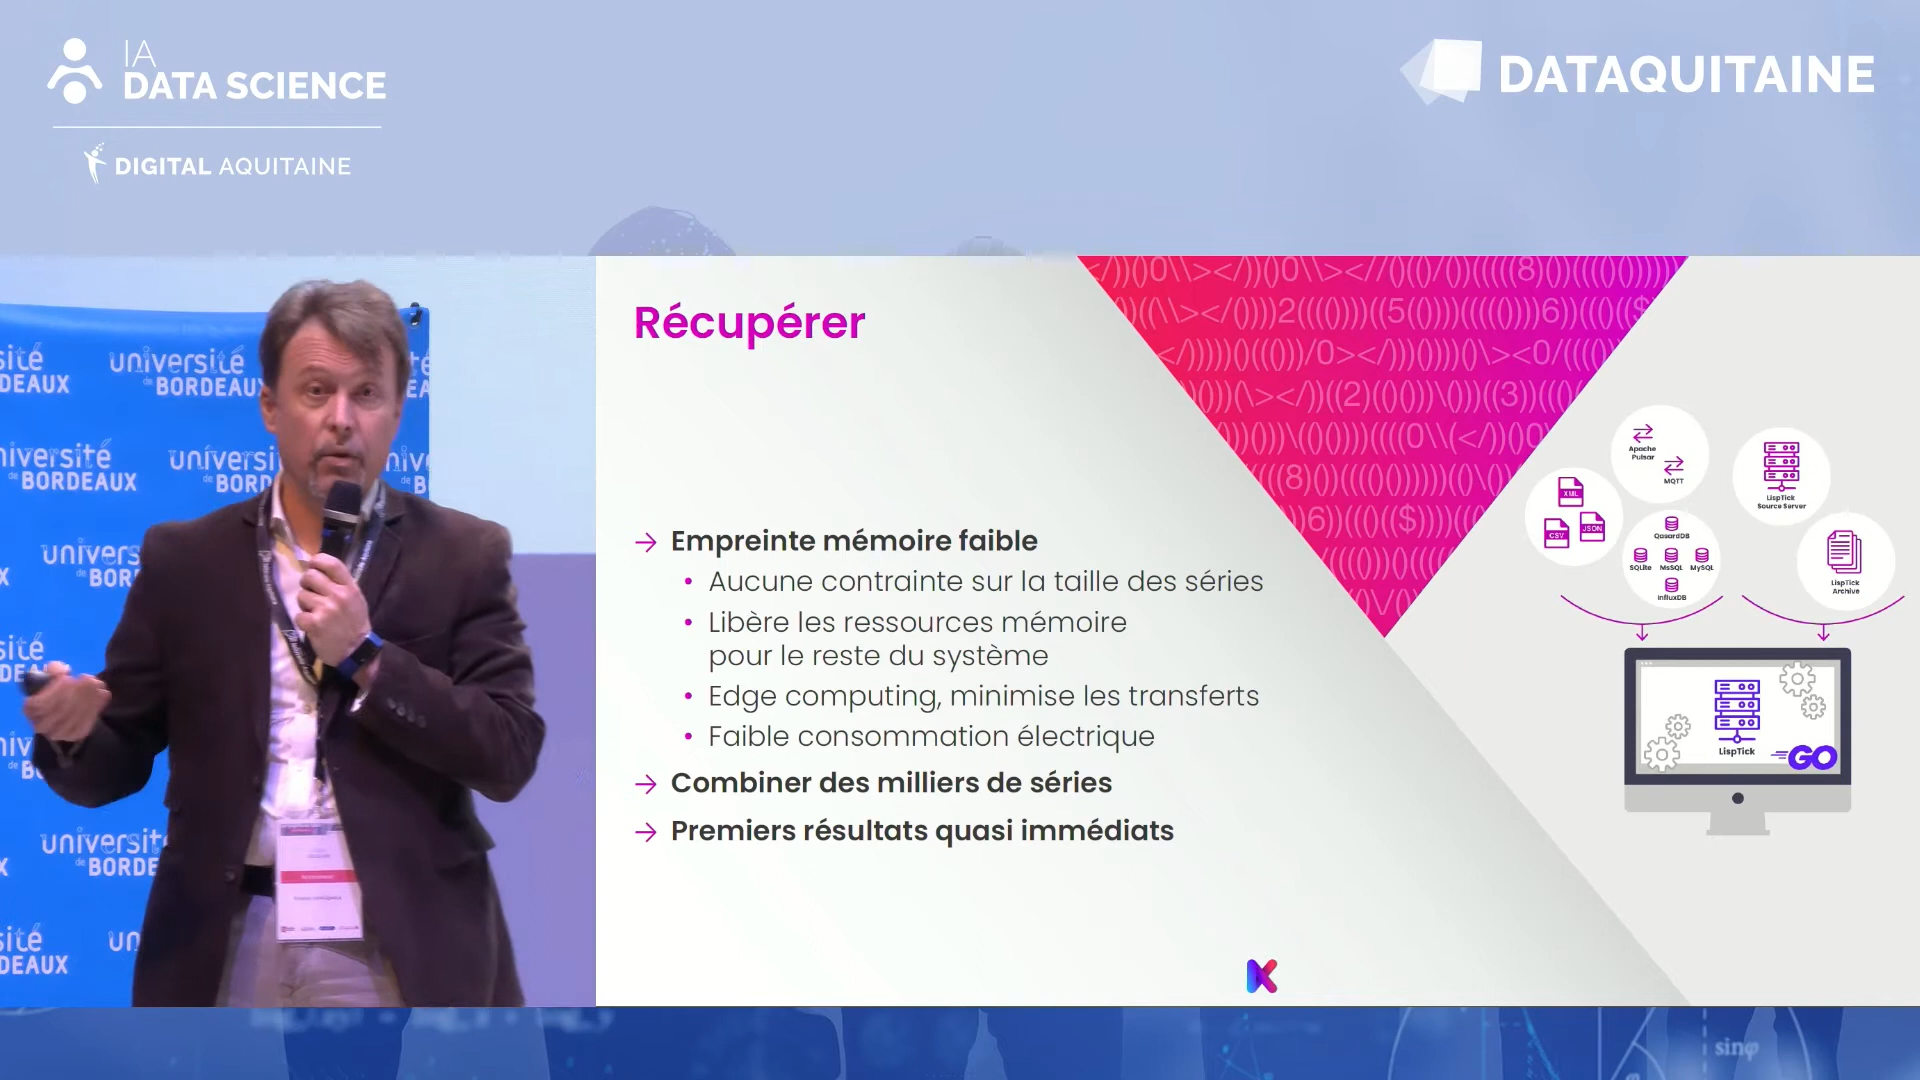 IA
DATA SCIENCE
DIGITAL AQUITAINE
DATAQUITAINE
université
de BORDEAUX
Récupérer
→ Empreinte mémoire faible
• Aucune contrainte sur la taille des séries
• Libère les ressources mémoire
pour le reste du système
• Edge computing, minimise les transferts
• Faible consommation électrique
→ Combiner des milliers de séries
→ Premiers résultats quasi immédiats
Apache
Pulsar
MQTT
XML
CSV
JSON
QasardDB
SQLite
MsSQL
MySQL
InfluxDB
LispTick
Source Server
LispTick
Archive
LispTick
GO
K
sinφ